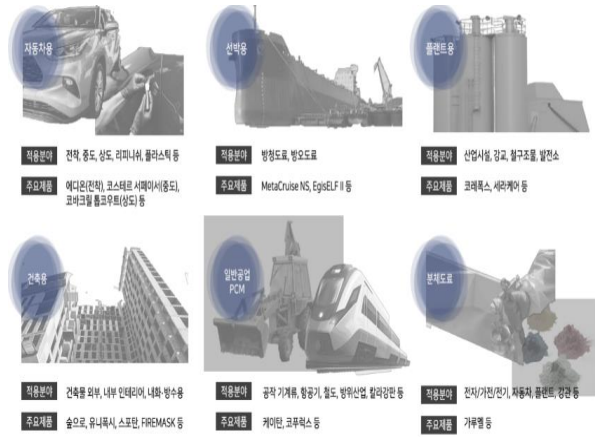 자동차용
적용분야 전착, 중도, 상도, 리피니쉬, 플라스틱 등
주요제품 에디온(전착), 코스테르 서페이서(중도),
코바크릴 톱코우트(상도) 등
선박용
적용분야 방청도료, 방오도료
주요제품 MetaCruise NS, EgisELF II 등
플랜트용
적용분야 산업시설, 강교, 철구조물, 발전소
주요제품 코레폭스, 세라케어 등
건축용
적용분야 건축물 외부, 내부 인테리어, 내화·방수용
주요제품 숲으로, 유니폭시, 스포탄, FIREMASK 등
일반공업
PCM
적용분야 공작 기계류, 항공기, 철도, 방위산업, 칼라강판 등
주요제품 케이탄, 코푸럭스 등
분체도료
적용분야 전자/가전/전기, 자동차, 플랜트, 강관 등
주요제품 가루멜 등